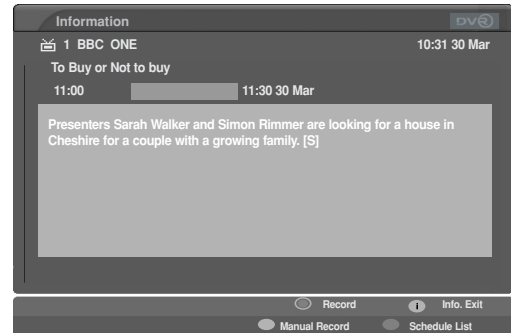 Information DVR
1 BBC ONE 10:31 30 Mar
To Buy or Not to buy
11:00 11:30 30 Mar
Presenters Sarah Walker and Simon Rimmer are looking for a house in
Cheshire for a couple with a growing family. [S]
Record i Info. Exit
Manual Record Schedule List